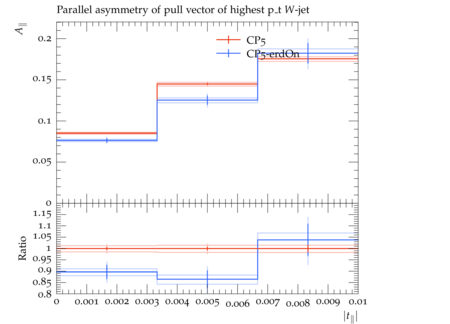 Parallel asymmetry of pull vector of highest p_t W-jet
A∥
CP5
CP5-erdOn
0.2
0.15
0.1
0.05
0
Ratio
1.15
1.1
1.05
1
0.95
0.9
0.85
0.8
0 0.001 0.002 0.003 0.004 0.005 0.006 0.007 0.008 0.009 0.01
|t∥|